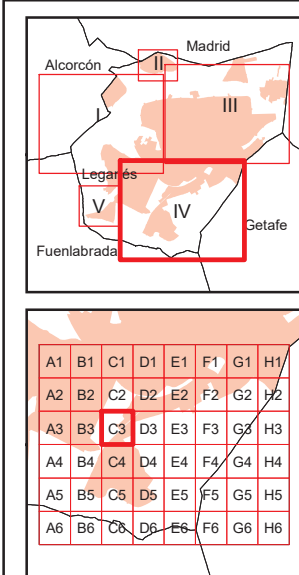 Madrid
Alcorcón
II
I
III
Leganés
V
IV
Getafe
Fuenlabrada
A1 B1 C1 D1 E1 F1 G1 H1
A2 B2 C2 D2 E2 F2 G2 H2
A3 B3 C3 D3 E3 F3 G3 H3
A4 B4 C4 D4 E4 F4 G4 H4
A5 B5 C5 D5 E5 F5 G5 H5
A6 B6 C6 D6 E6 F6 G6 H6